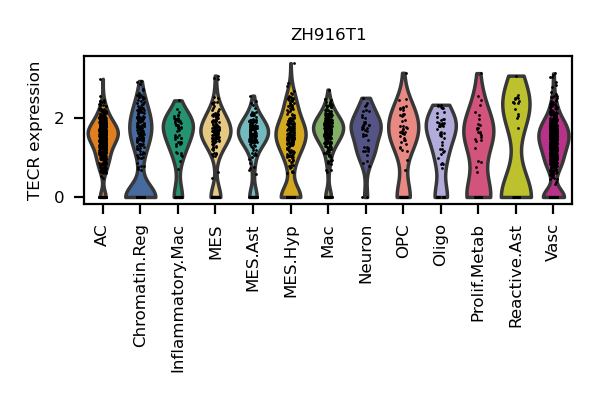 ZH916T1
TECR expression
2
0
AC
Chromatin.Reg
Inflammatory.Mac
MES
MES.Ast
MES.Hyp
Mac
Neuron
OPC
Oligo
Prolif.Metab
Reactive.Ast
Vasc